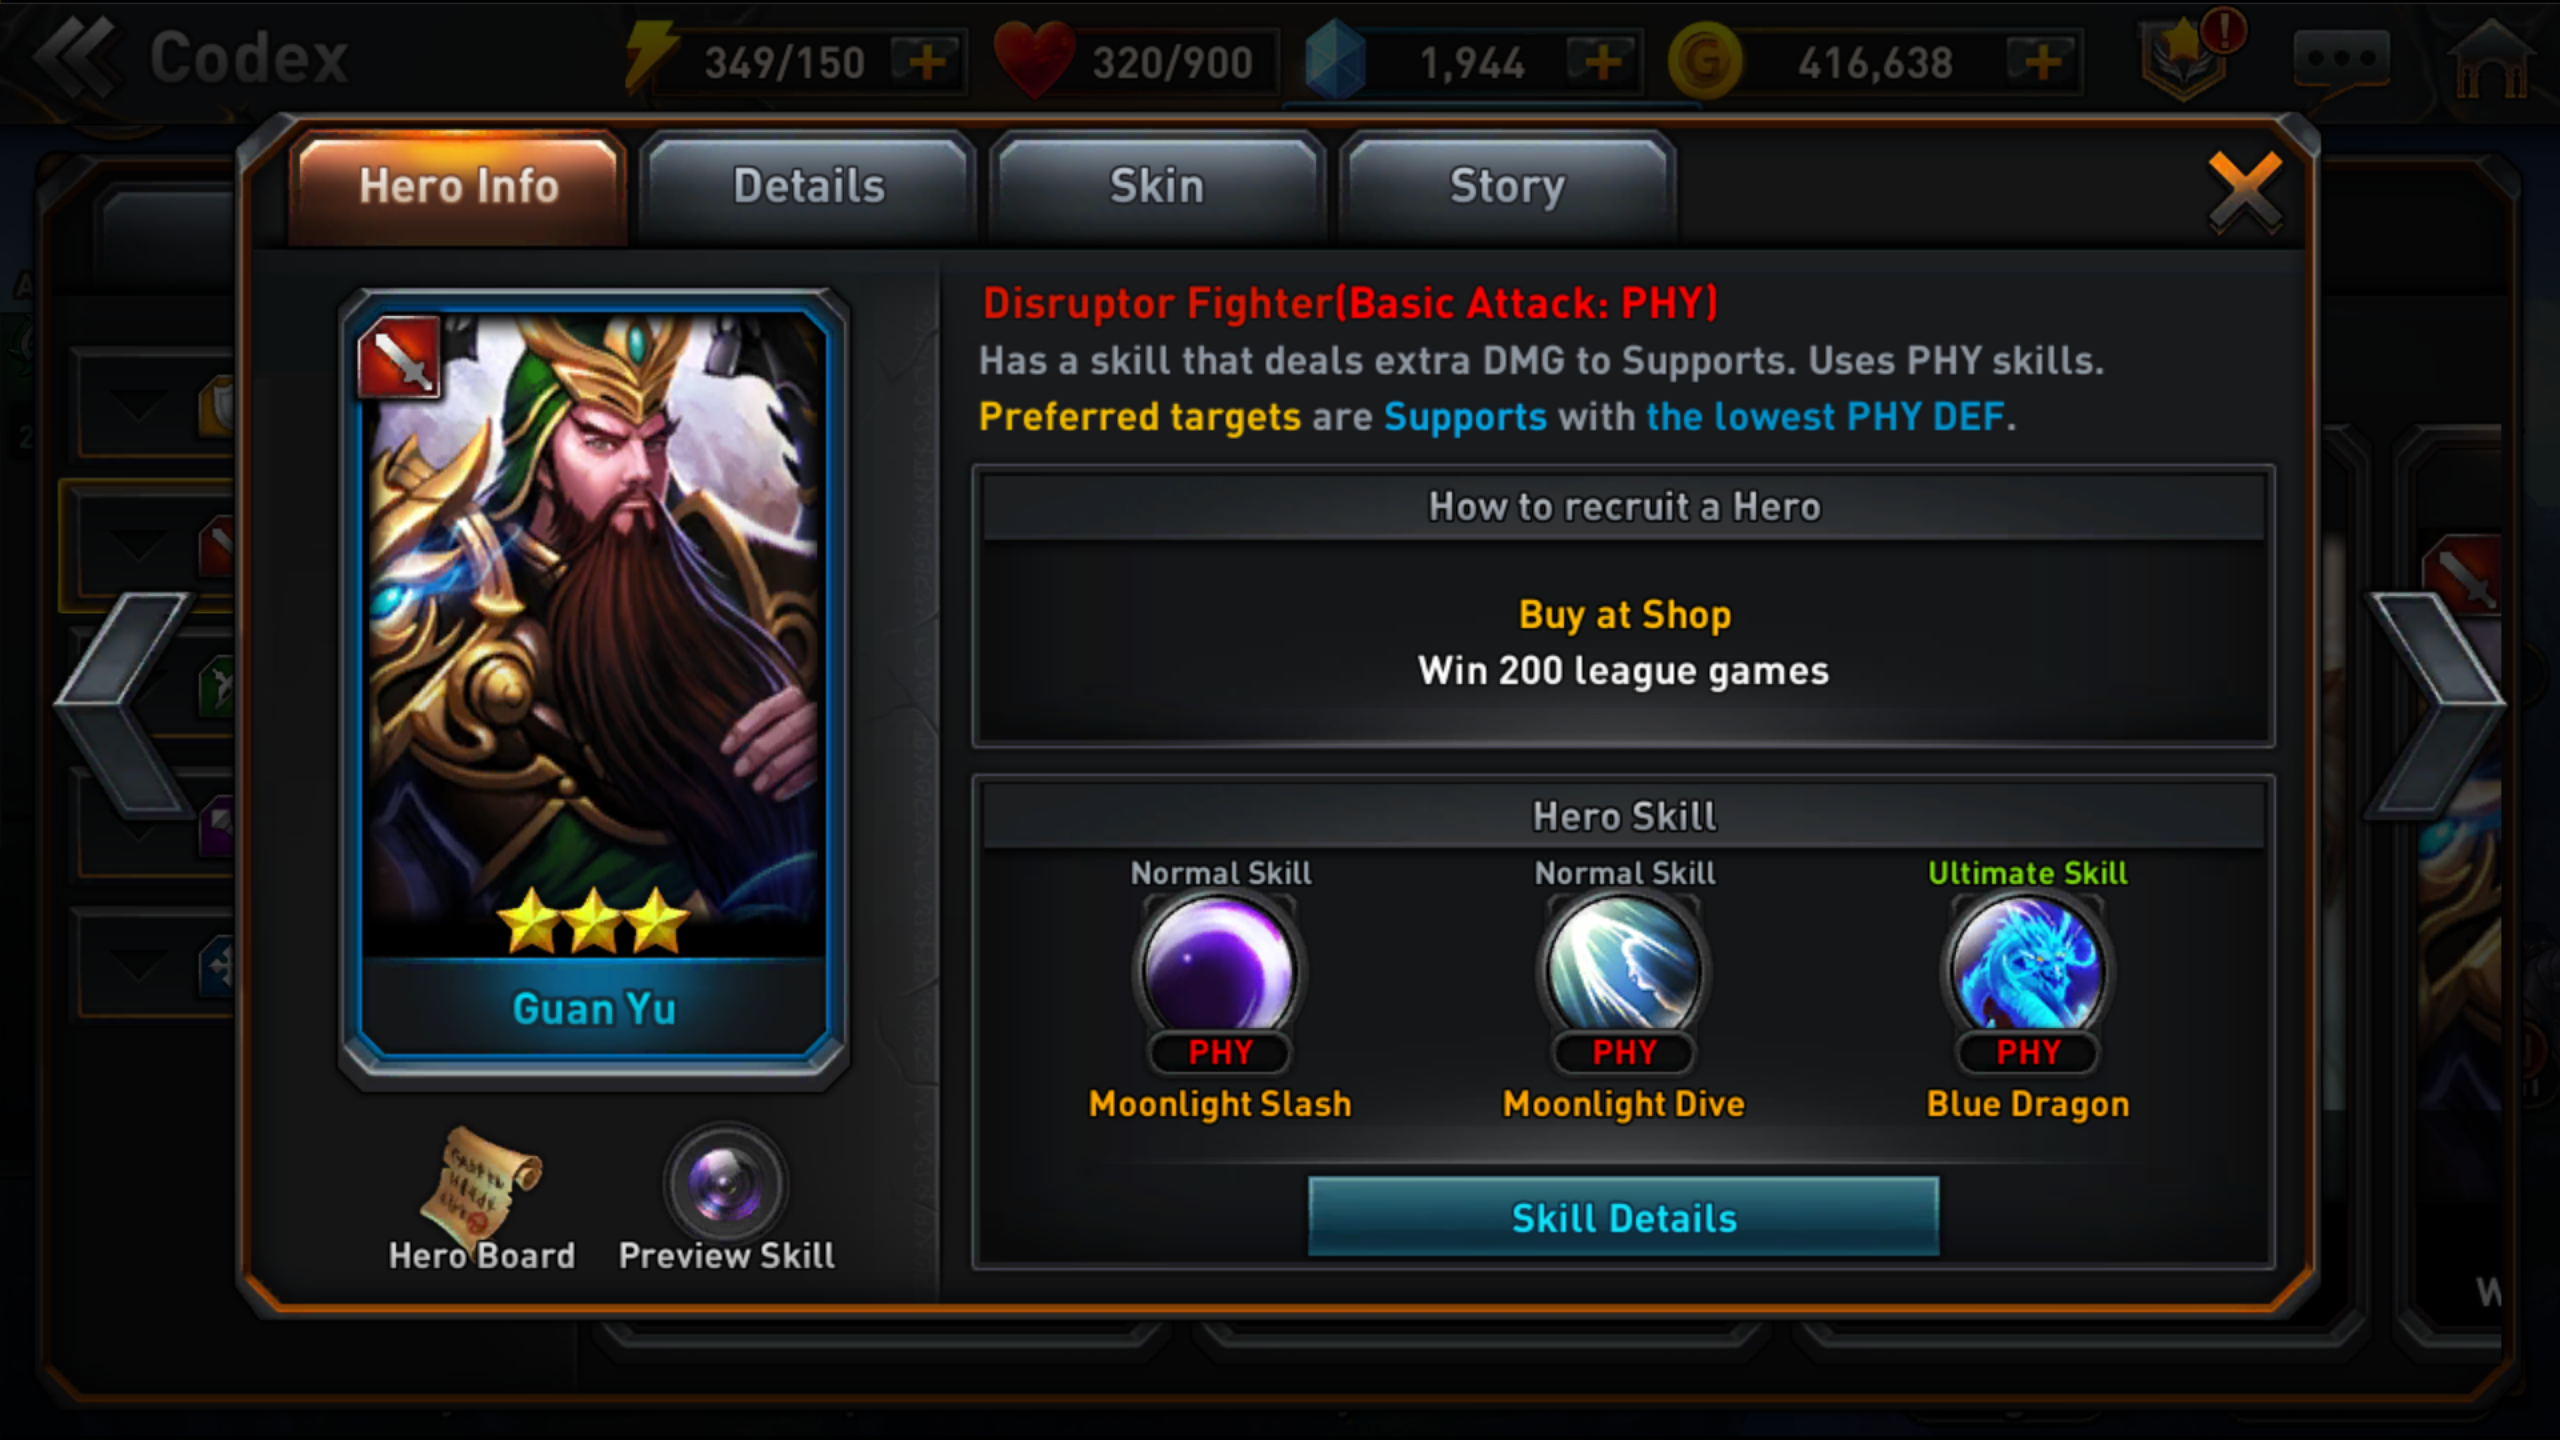 Codex
349/150
320/900
1,944
416,638
Hero Info
Details
Skin
Story
Disruptor Fighter(Basic Attack: PHY)
Has a skill that deals extra DMG to Supports. Uses PHY skills.
Preferred targets are Supports with the lowest PHY DEF.
How to recruit a Hero
Buy at Shop
Win 200 league games
Guan Yu
Hero Board
Preview Skill
Hero Skill
Normal Skill
Normal Skill
Ultimate Skill
PHY
PHY
PHY
Moonlight Slash
Moonlight Dive
Blue Dragon
Skill Details